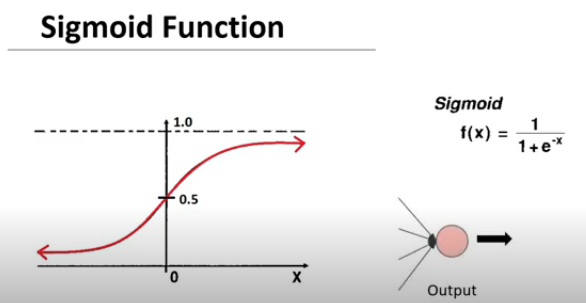 Sigmoid Function
1.0
0.5
0
X
Sigmoid
f(x) = 1/1+e^-x
Output